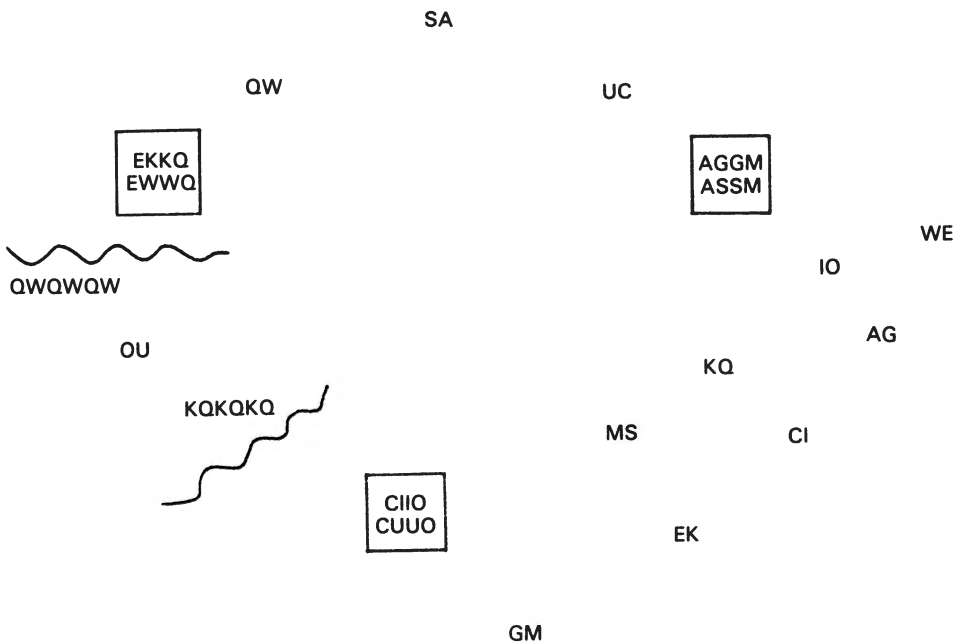 SA
QW
UC
EKKQ
EWWQ
AGGM
ASSM
WE
IO
QWQWQW
AG
OU
KQ
KQKQKQ
MS
CI
CIIO
CUUO
EK
GM